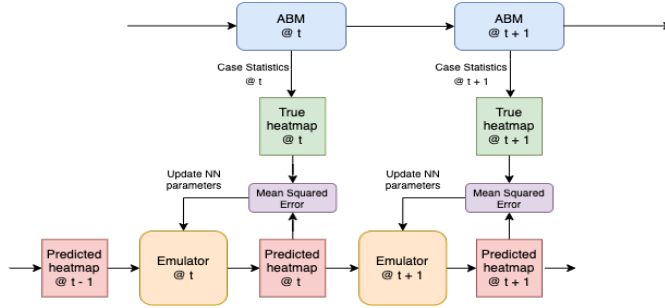 ABM
@ t
ABM
@ t + 1
Case Statistics
@ t
Case Statistics
@ t + 1
True
heatmap
@ t
True
heatmap
@ t + 1
Update NN
parameters
Mean Squared
Error
Update NN
parameters
Mean Squared
Error
Predicted
heatmap
@ t - 1
Emulator
@ t
Predicted
heatmap
@ t
Emulator
@ t + 1
Predicted
heatmap
@ t + 1